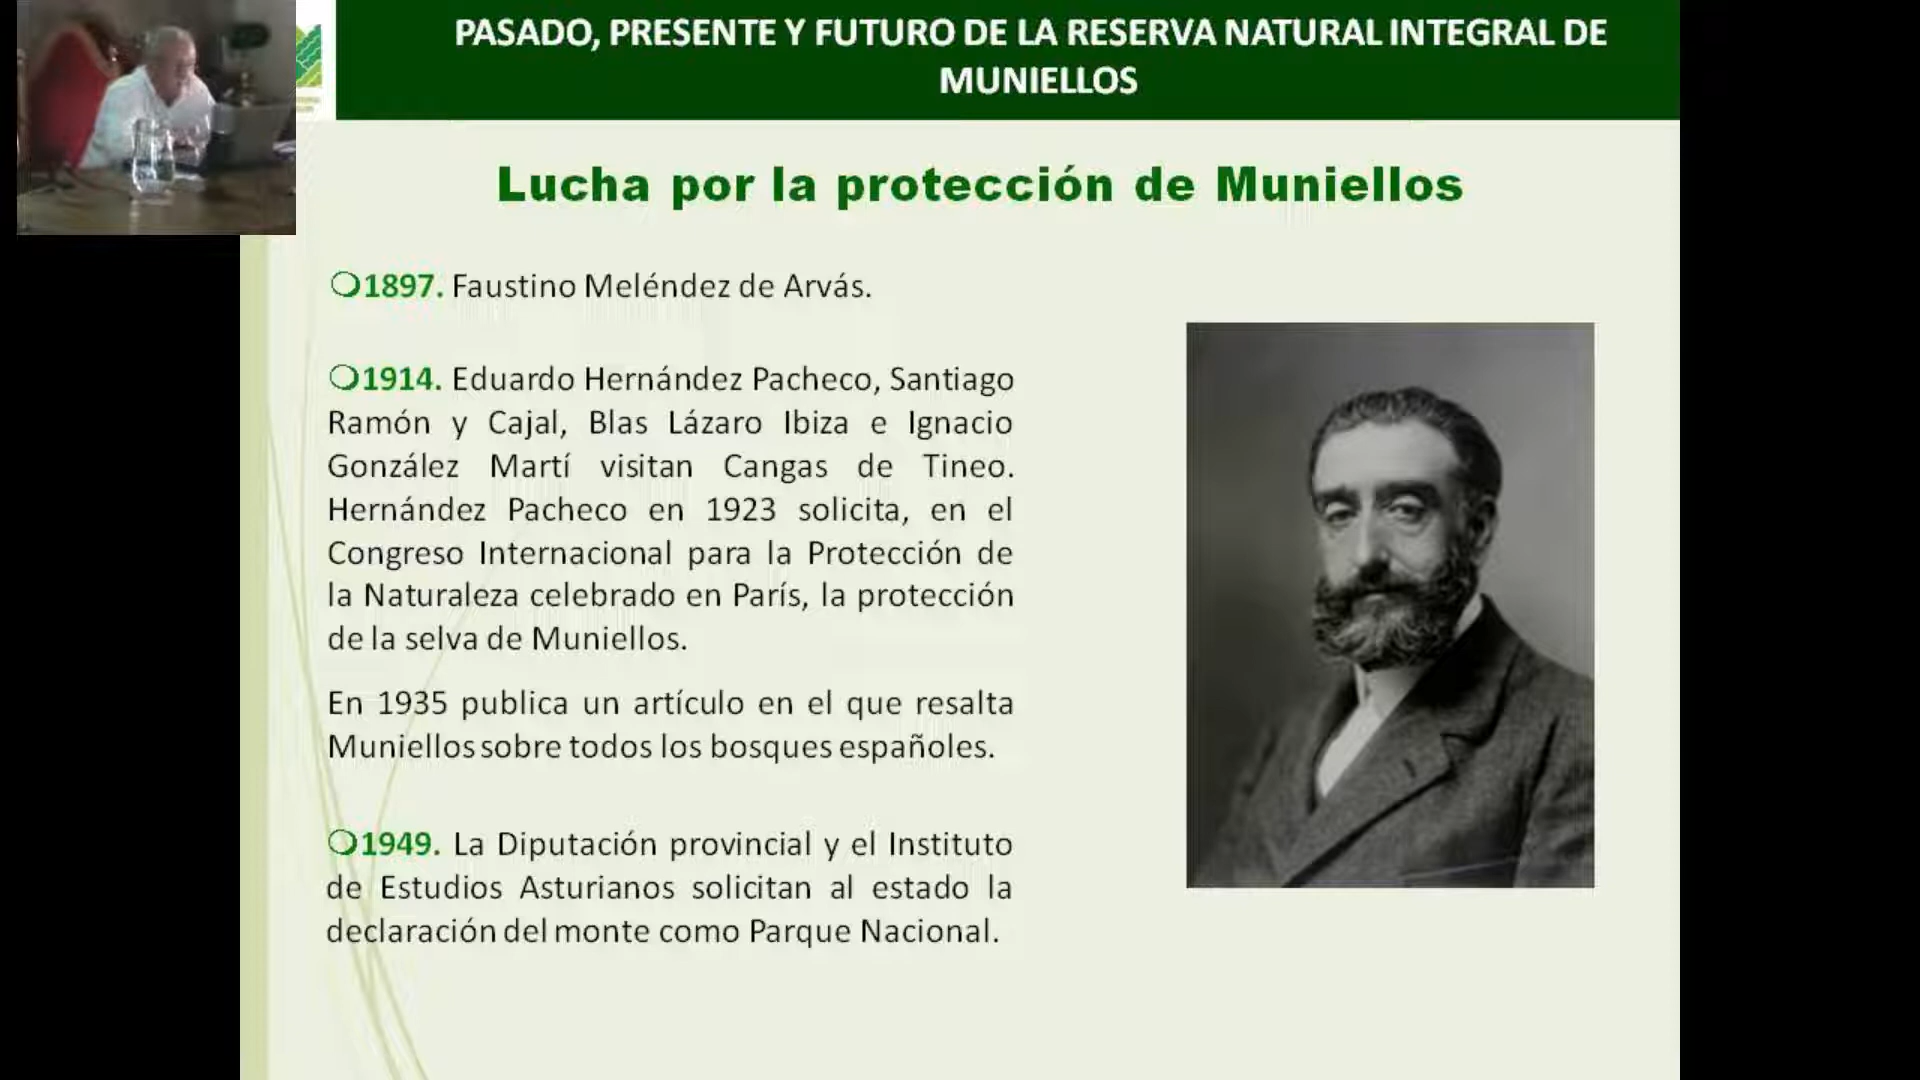 PASADO, PRESENTE Y FUTURO DE LA RESERVA NATURAL INTEGRAL DE
MUNIELLOS
Lucha por la protección de Muniellos
1897. Faustino Meléndez de Arvás.
1914. Eduardo Hernández Pacheco, Santiago
Ramón y Cajal, Blas Lázaro Ibiza e Ignacio
González Martí visitan Cangas de Tineo.
Hernández Pacheco en 1923 solicita, en el
Congreso Internacional para la Protección de
la Naturaleza celebrado en París, la protección
de la selva de Muniellos.
En 1935 publica un artículo en el que resalta
Muniellos sobre todos los bosques españoles.
1949. La Diputación provincial y el Instituto
de Estudios Asturianos solicitan al estado la
declaración del monte como Parque Nacional.